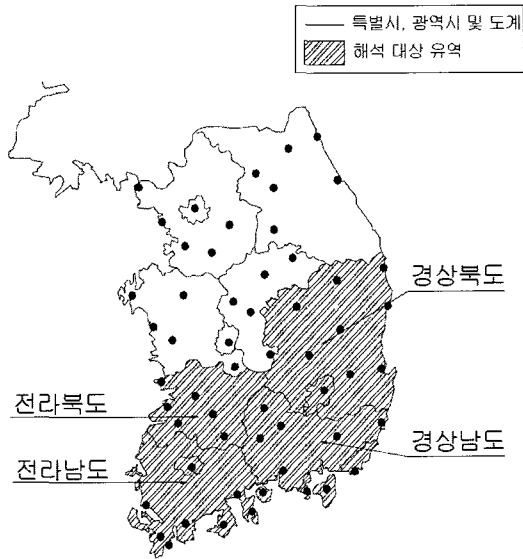 특별시, 광역시 및 도계
해석 대상 유역
경상북도
전라북도
경상남도
전라남도